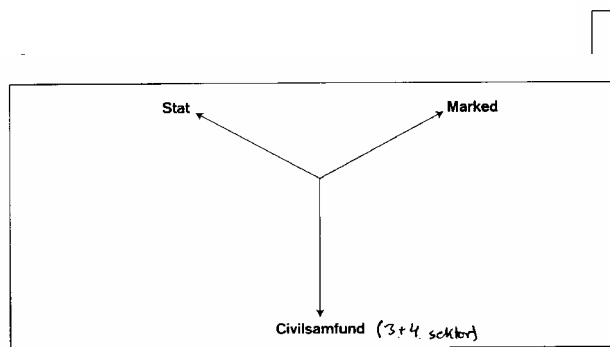 Stat Marked
Civilsamfund (3+4. sektor)